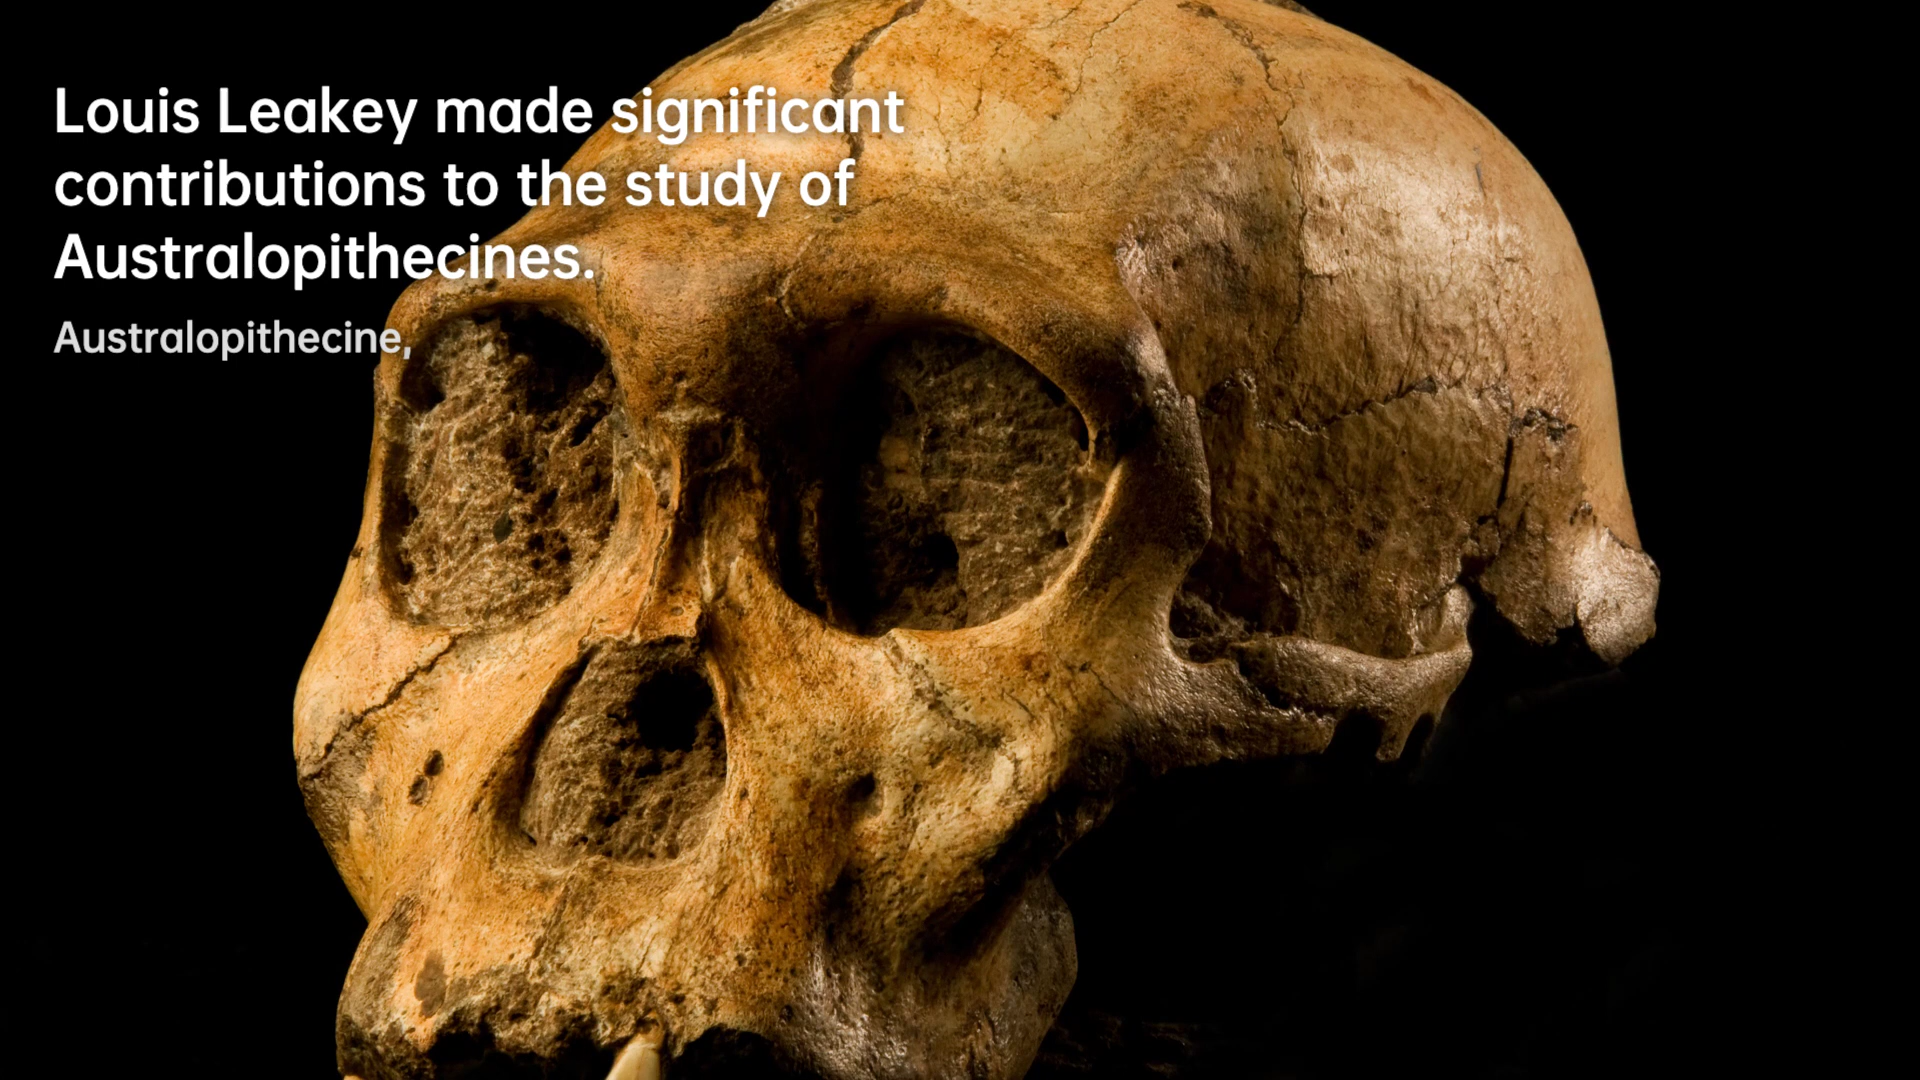 Louis Leakey made significant
contributions to the study of
Australopithecines.
Australopithecine,